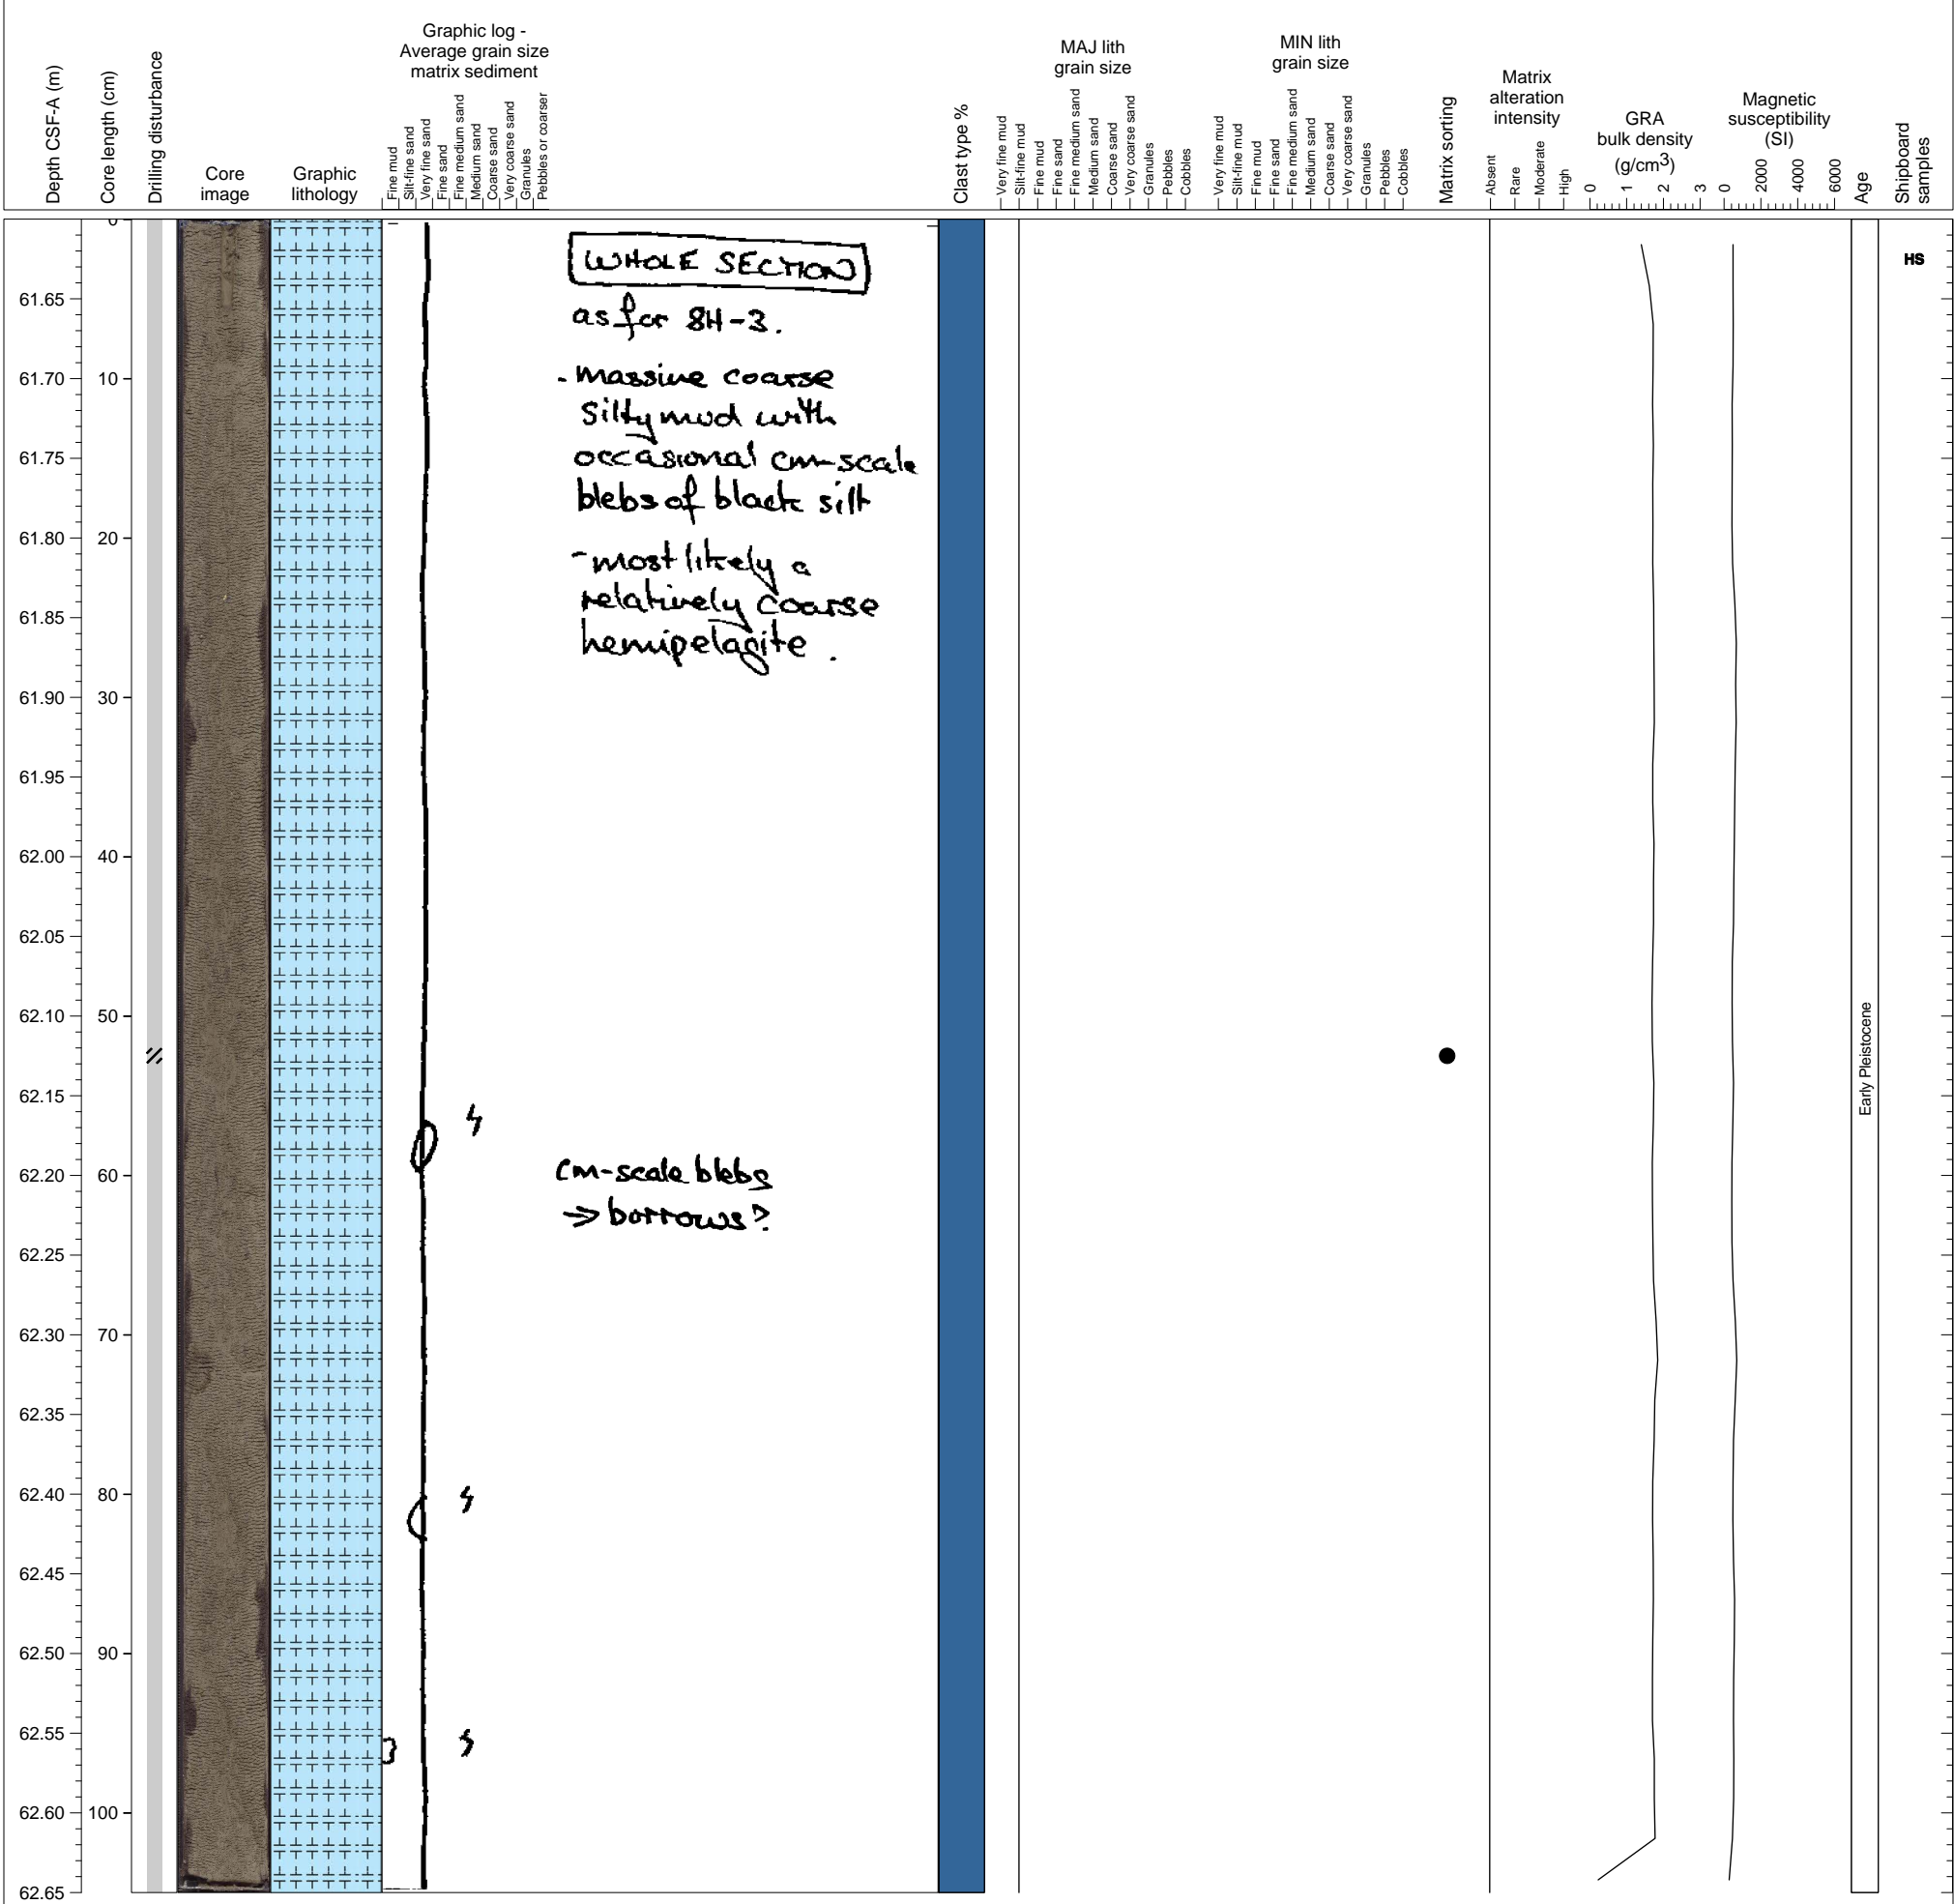 Graphic log -
Average grain size
matrix sediment
MAJ lith
grain size
MIN lith
grain size
Matrix
alteration
intensity
GRA
bulk density
(g/cm3)
Magnetic
susceptibility
(SI)
Depth CSF-A (m)
Core length (cm)
Drilling disturbance
Core
image
Graphic
lithology
Fine mud
Silt-fine sand
Very fine sand
Fine sand
Fine medium sand
Medium sand
Coarse sand
Very coarse sand
Granules
Pebbles or coarser
Clast type %
Very fine mud
Silt-fine mud
Fine mud
Fine sand
Fine medium sand
Medium sand
Coarse sand
Very coarse sand
Granules
Pebbles
Cobbles
Very fine mud
Silt-fine mud
Fine mud
Fine sand
Fine medium sand
Medium sand
Coarse sand
Very coarse sand
Granules
Pebbles
Cobbles
Matrix sorting
Absent
Rare
Moderate
High
0 1 2 3
0 2000 4000 6000
Age
Shipboard
samples
0
WHOLE SECTION
HS
61.65
as for 8H-3.
61.70 10
- massive coarse
silty mud with
61.75
occasional cm-scale
blebs of black silt
61.80 20
- most likely a
61.85
relatively coarse
hemipelagite.
61.90 30
61.95
62.00 40
62.05
62.10 50
Early Pleistocene
62.15
62.20 60
cm-scale blebs
→ borrows?
62.25
62.30 70
62.35
62.40 80
62.45
62.50 90
62.55
62.60 100
62.65